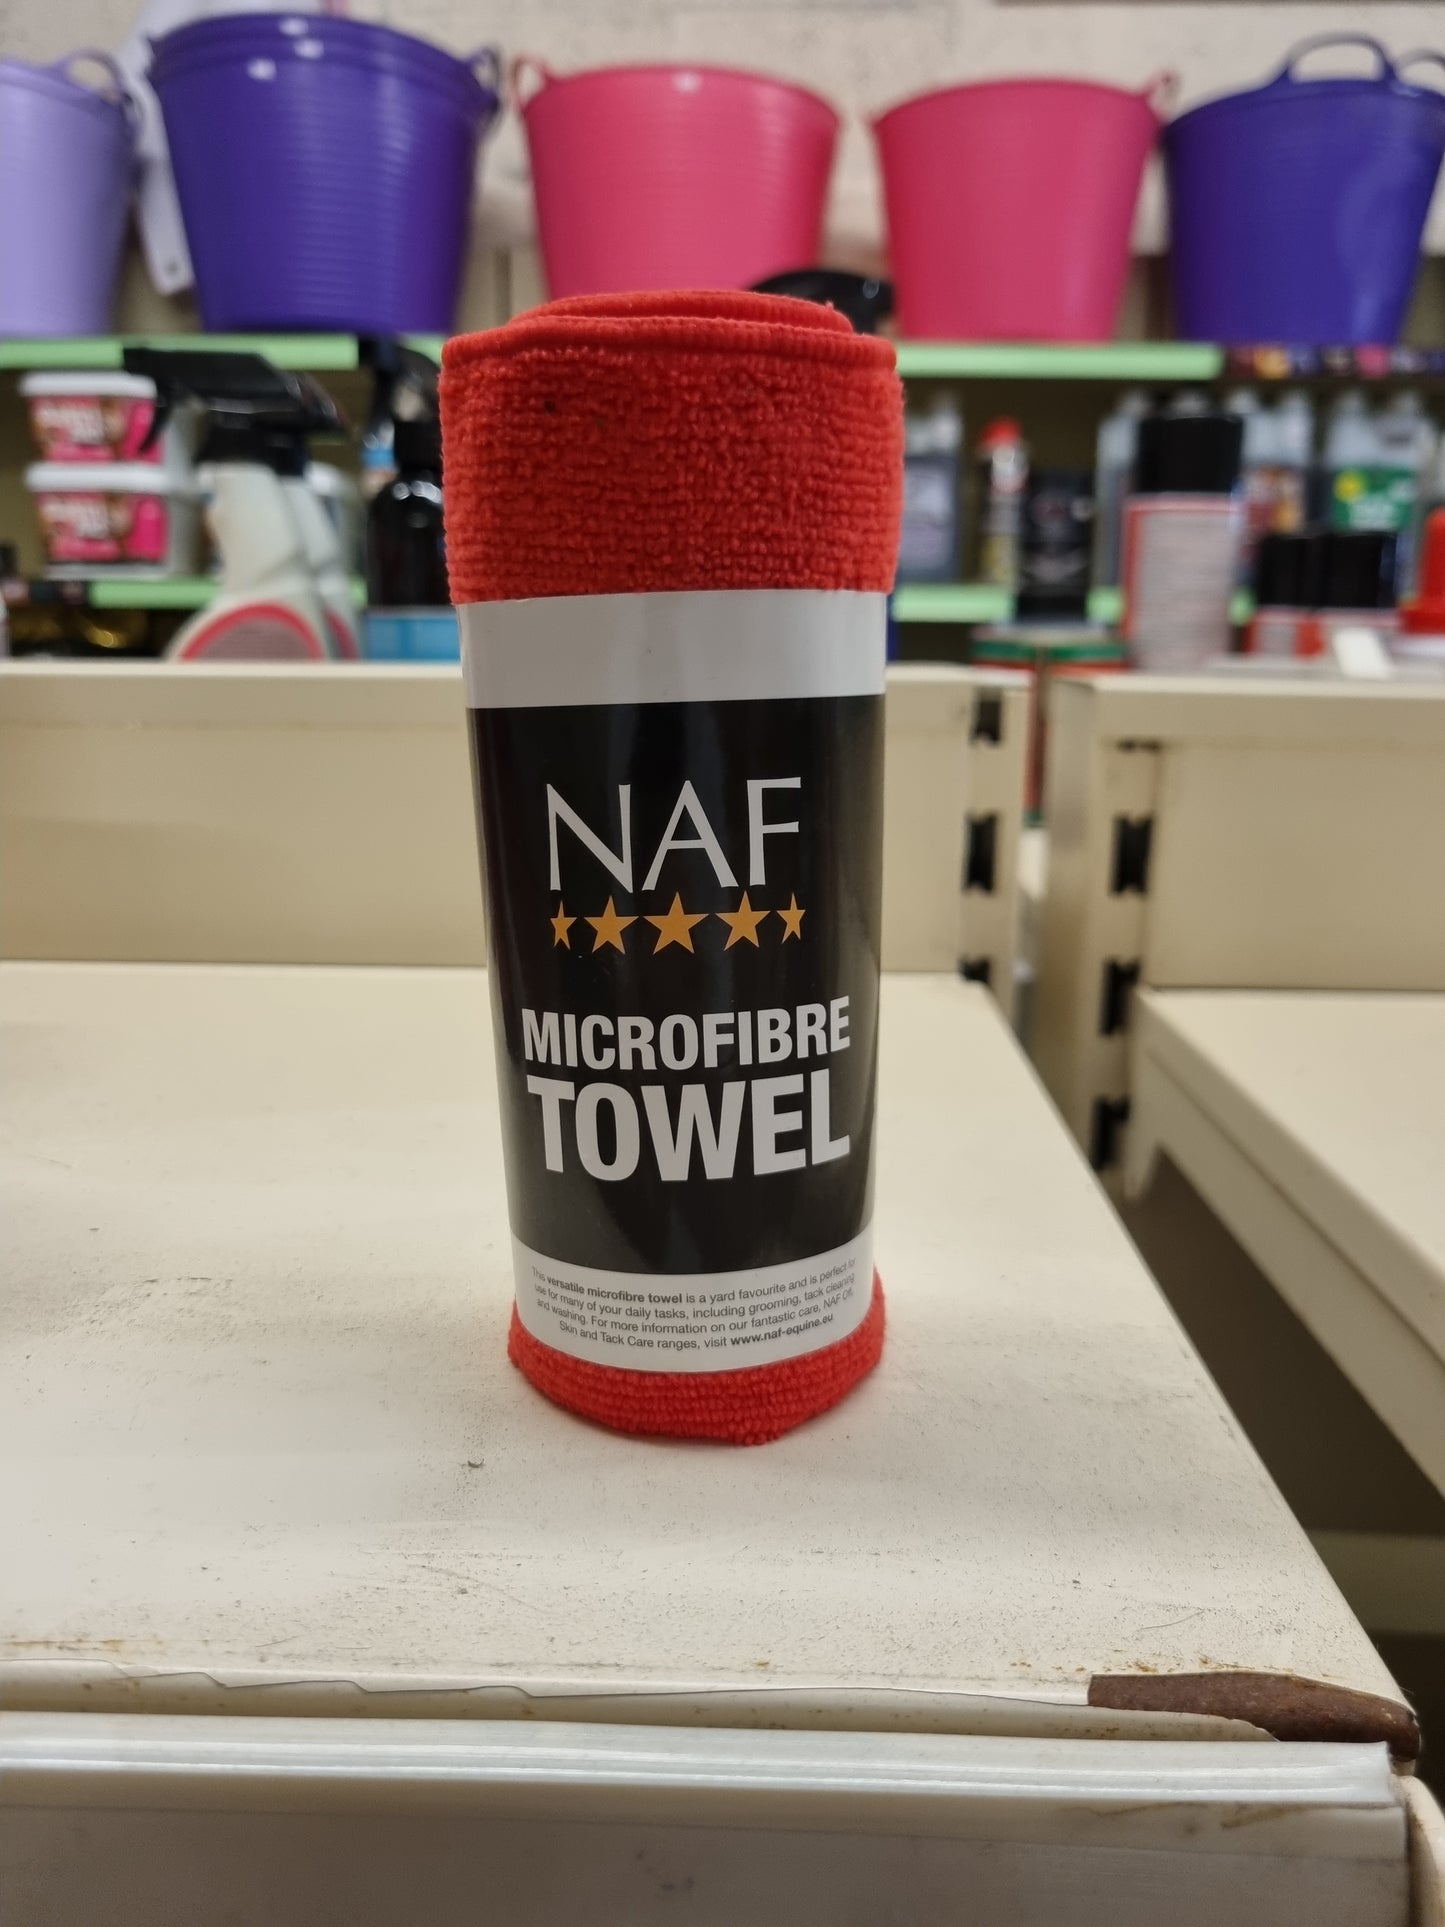 NAF
MICROFIBRE
TOWEL
This versatile microfibre towel is a yard favourite and is perfect for
use for many of your daily tasks, including grooming, tack cleaning
and washing. For more information on our fantastic care, NAF Off,
Skin and Tack Care ranges, visit www.naf-equine.eu